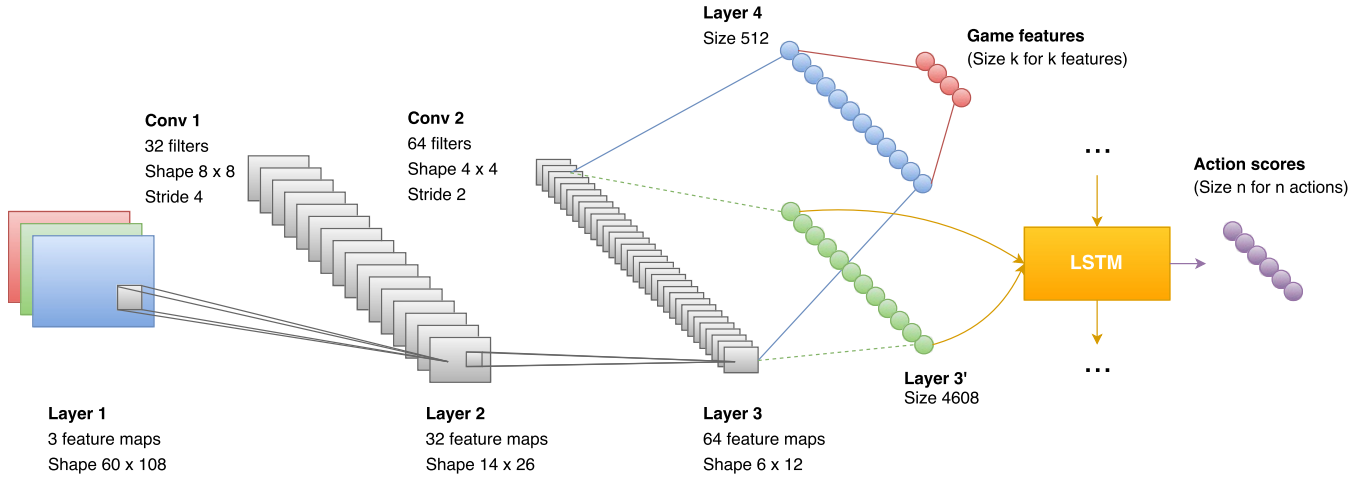 Layer 4
Size 512
Game features
(Size k for k features)
Conv 1
32 filters
Shape 8 x 8
Stride 4
Conv 2
64 filters
Shape 4 x 4
Stride 2
...
Action scores
(Size n for n actions)
LSTM
...
Layer 3'
Size 4608
Layer 1
3 feature maps
Shape 60 x 108
Layer 2
32 feature maps
Shape 14 x 26
Layer 3
64 feature maps
Shape 6 x 12